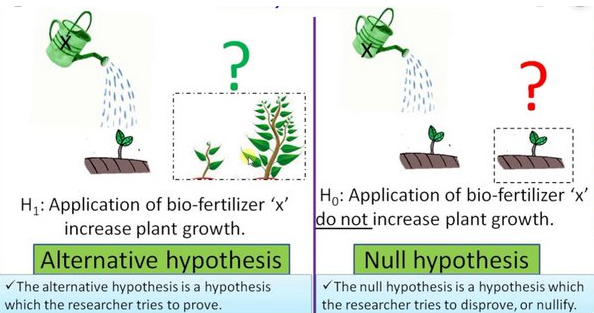 X
?
H₁: Application of bio-fertilizer ‘x’
increase plant growth.
Alternative hypothesis
✓The alternative hypothesis is a hypothesis
which the researcher tries to prove.
X
?
H₀: Application of bio-fertilizer ‘x’
do not increase plant growth.
Null hypothesis
✓The null hypothesis is a hypothesis which
the researcher tries to disprove, or nullify.